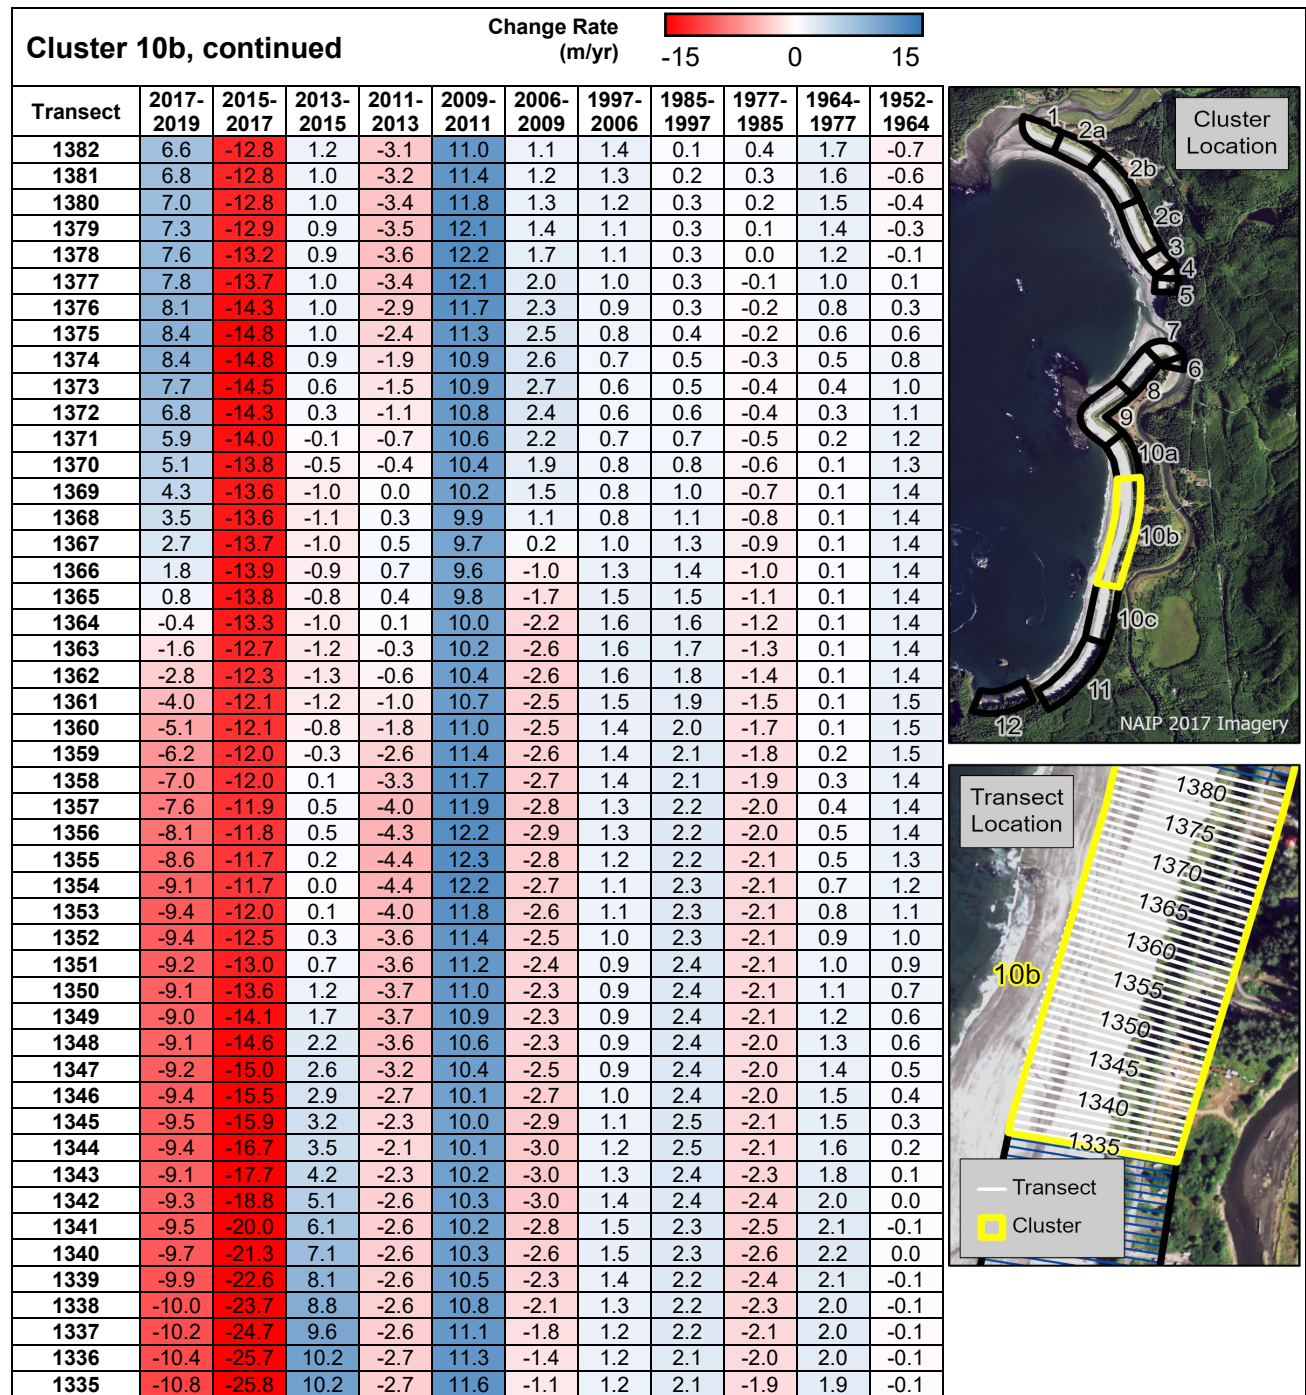 Cluster 10b, continued
Change Rate
(m/yr)
-15 0 15
Transect 2017-2019 2015-2017 2013-2015 2011-2013 2009-2011 2006-2009 1997-2006 1985-1997 1977-1985 1964-1977 1952-1964
1382 6.6 -12.8 1.2 -3.1 11.0 1.1 1.4 0.1 0.4 1.7 -0.7
1381 6.8 -12.8 1.0 -3.2 11.4 1.2 1.3 0.2 0.3 1.6 -0.6
1380 7.0 -12.8 1.0 -3.4 11.8 1.3 1.2 0.3 0.2 1.5 -0.4
1379 7.3 -12.9 0.9 -3.5 12.1 1.4 1.1 0.3 0.1 1.4 -0.3
1378 7.6 -13.2 0.9 -3.6 12.2 1.7 1.1 0.3 0.0 1.2 -0.1
1377 7.8 -13.7 1.0 -3.4 12.1 2.0 1.0 0.3 -0.1 1.0 0.1
1376 8.1 -14.3 1.0 -2.9 11.7 2.3 0.9 0.3 -0.2 0.8 0.3
1375 8.4 -14.8 1.0 -2.4 11.3 2.5 0.8 0.4 -0.2 0.6 0.6
1374 8.4 -14.8 0.9 -1.9 10.9 2.6 0.7 0.5 -0.3 0.5 0.8
1373 7.7 -14.5 0.6 -1.5 10.9 2.7 0.6 0.5 -0.4 0.4 1.0
1372 6.8 -14.3 0.3 -1.1 10.8 2.4 0.6 0.6 -0.4 0.3 1.1
1371 5.9 -14.0 -0.1 -0.7 10.6 2.2 0.7 0.7 -0.5 0.2 1.2
1370 5.1 -13.8 -0.5 -0.4 10.4 1.9 0.8 0.8 -0.6 0.1 1.3
1369 4.3 -13.6 -1.0 0.0 10.2 1.5 0.8 1.0 -0.7 0.1 1.4
1368 3.5 -13.6 -1.1 0.3 9.9 1.1 0.8 1.1 -0.8 0.1 1.4
1367 2.7 -13.7 -1.0 0.5 9.7 0.2 1.0 1.3 -0.9 0.1 1.4
1366 1.8 -13.9 -0.9 0.7 9.6 -1.0 1.3 1.4 -1.0 0.1 1.4
1365 0.8 -13.8 -0.8 0.4 9.8 -1.7 1.5 1.5 -1.1 0.1 1.4
1364 -0.4 -13.3 -1.0 0.1 10.0 -2.2 1.6 1.6 -1.2 0.1 1.4
1363 -1.6 -12.7 -1.2 -0.3 10.2 -2.6 1.6 1.7 -1.3 0.1 1.4
1362 -2.8 -12.3 -1.3 -0.6 10.4 -2.6 1.6 1.8 -1.4 0.1 1.4
1361 -4.0 -12.1 -1.2 -1.0 10.7 -2.5 1.5 1.9 -1.5 0.1 1.5
1360 -5.1 -12.1 -0.8 -1.8 11.0 -2.5 1.4 2.0 -1.7 0.1 1.5
1359 -6.2 -12.0 -0.3 -2.6 11.4 -2.6 1.4 2.1 -1.8 0.2 1.5
1358 -7.0 -12.0 0.1 -3.3 11.7 -2.7 1.4 2.1 -1.9 0.3 1.4
1357 -7.6 -11.9 0.5 -4.0 11.9 -2.8 1.3 2.2 -2.0 0.4 1.4
1356 -8.1 -11.8 0.5 -4.3 12.2 -2.9 1.3 2.2 -2.0 0.5 1.4
1355 -8.6 -11.7 0.2 -4.4 12.3 -2.8 1.2 2.2 -2.1 0.5 1.3
1354 -9.1 -11.7 0.0 -4.4 12.2 -2.7 1.1 2.3 -2.1 0.7 1.2
1353 -9.4 -12.0 0.1 -4.0 11.8 -2.6 1.1 2.3 -2.1 0.8 1.1
1352 -9.4 -12.5 0.3 -3.6 11.4 -2.5 1.0 2.3 -2.1 0.9 1.0
1351 -9.2 -13.0 0.7 -3.6 11.2 -2.4 0.9 2.4 -2.1 1.0 0.9
1350 -9.1 -13.6 1.2 -3.7 11.0 -2.3 0.9 2.4 -2.1 1.1 0.7
1349 -9.0 -14.1 1.7 -3.7 10.9 -2.3 0.9 2.4 -2.1 1.2 0.6
1348 -9.1 -14.6 2.2 -3.6 10.6 -2.3 0.9 2.4 -2.0 1.3 0.6
1347 -9.2 -15.0 2.6 -3.2 10.4 -2.5 0.9 2.4 -2.0 1.4 0.5
1346 -9.4 -15.5 2.9 -2.7 10.1 -2.7 1.0 2.4 -2.0 1.5 0.4
1345 -9.5 -15.9 3.2 -2.3 10.0 -2.9 1.1 2.5 -2.1 1.5 0.3
1344 -9.4 -16.7 3.5 -2.1 10.1 -3.0 1.2 2.5 -2.1 1.6 0.2
1343 -9.1 -17.7 4.2 -2.3 10.2 -3.0 1.3 2.4 -2.3 1.8 0.1
1342 -9.3 -18.8 5.1 -2.6 10.3 -3.0 1.4 2.4 -2.4 2.0 0.0
1341 -9.5 -20.0 6.1 -2.6 10.2 -2.8 1.5 2.3 -2.5 2.1 -0.1
1340 -9.7 -21.3 7.1 -2.6 10.3 -2.6 1.5 2.3 -2.6 2.2 0.0
1339 -9.9 -22.6 8.1 -2.6 10.5 -2.3 1.4 2.2 -2.4 2.1 -0.1
1338 -10.0 -23.7 8.8 -2.6 10.8 -2.1 1.3 2.2 -2.3 2.0 -0.1
1337 -10.2 -24.7 9.6 -2.6 11.1 -1.8 1.2 2.2 -2.1 2.0 -0.1
1336 -10.4 -25.7 10.2 -2.7 11.3 -1.4 1.2 2.1 -2.0 2.0 -0.1
1335 -10.8 -25.8 10.2 -2.7 11.6 -1.1 1.2 2.1 -1.9 1.9 -0.1
Cluster
Location
1
2a
2b
2c
3
4
5
7
6
8
9
10a
10b
10c
11
12
NAIP 2017 Imagery
Transect
Location
1380
1375
1370
1365
1360
1355
1350
1345
1340
1335
10b
Transect
Cluster